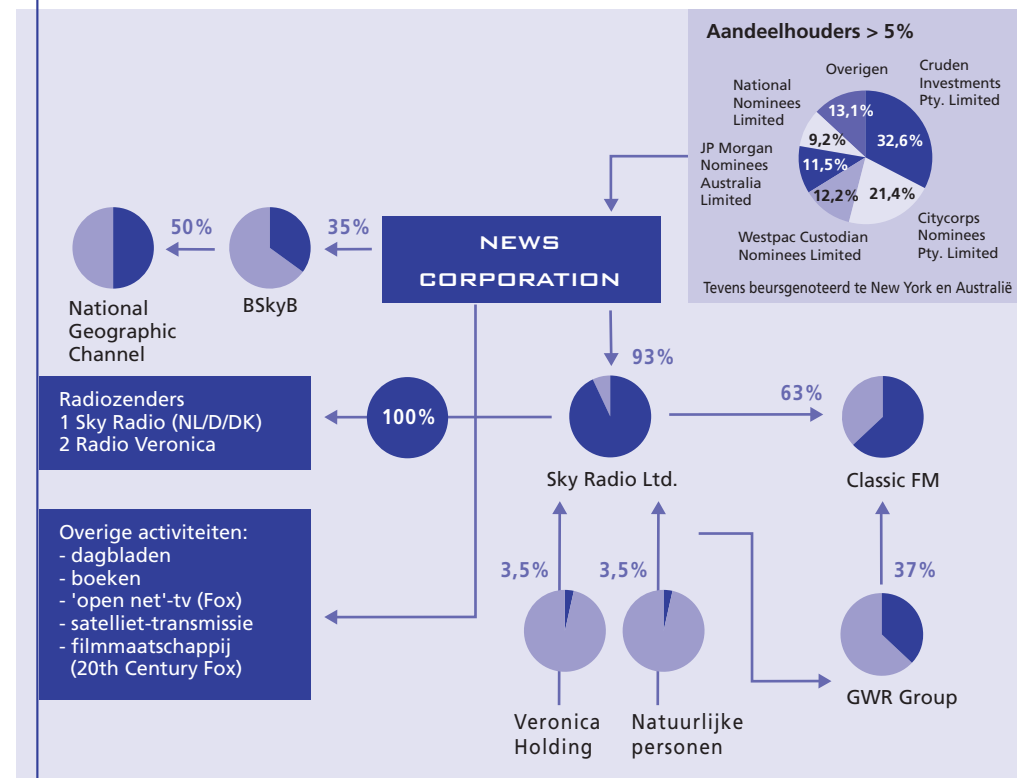 Aandeelhouders > 5%
Overigen
Cruden
Investments
Pty. Limited
National
Nominees
Limited
13,1%
32,6%
9,2%
JP Morgan
Nominees
Australia
Limited
11,5%
12,2%
21,4%
Citycorps
Nominees
Pty. Limited
Westpac Custodian
Nominees Limited
Tevens beursgenoteerd te New York en Australië
50%
35%
NEWS
CORPORATION
National
Geographic
Channel
BSkyB
93%
Radiozenders
1 Sky Radio (NL/D/DK)
2 Radio Veronica
100%
63%
Sky Radio Ltd.
Classic FM
Overige activiteiten:
- dagbladen
- boeken
- 'open net'-tv (Fox)
- satelliet-transmissie
- filmmaatschappij
(20th Century Fox)
3,5%
3,5%
37%
GWR Group
Veronica
Holding
Natuurlijke
personen